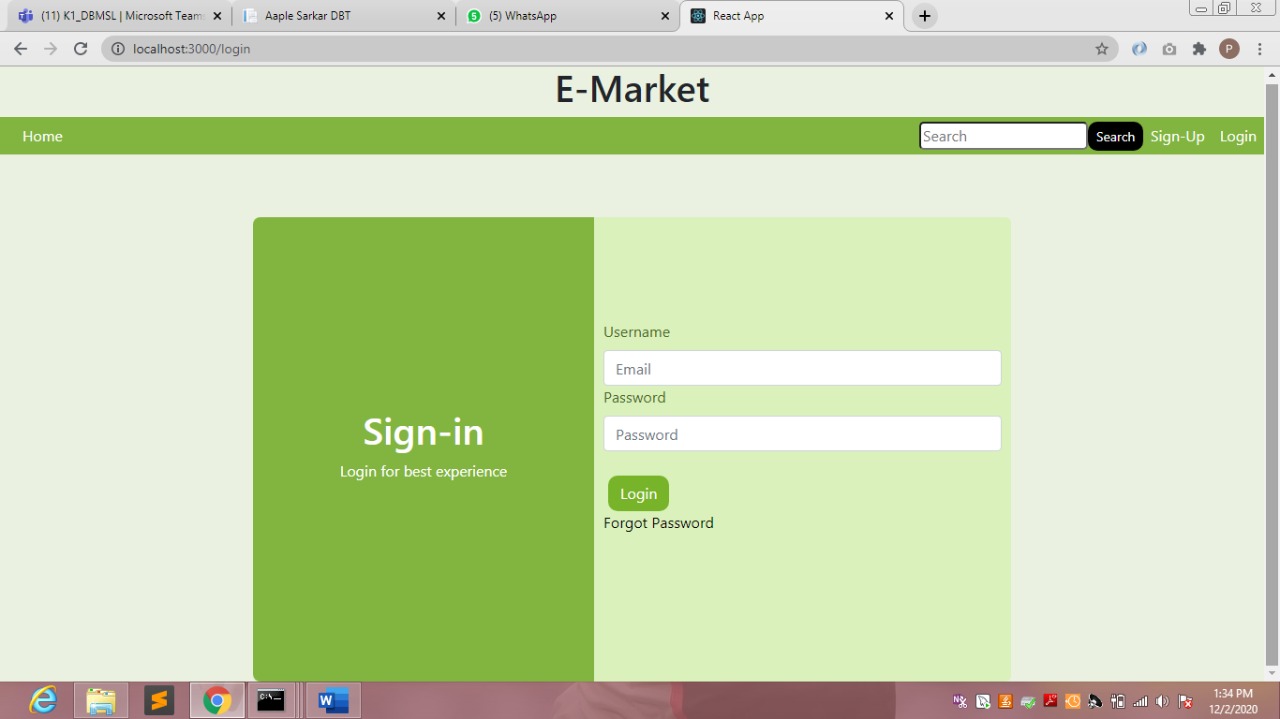 (11) K1_DBMSL | Microsoft Team
Aaple Sarkar DBT
(5) WhatsApp
React App
localhost:3000/login
P
E-Market
Home
Search
Search
Sign-Up
Login
Username
Email
Password
Password
Sign-in
Login for best experience
Login
Forgot Password
1:34 PM
12/2/2020